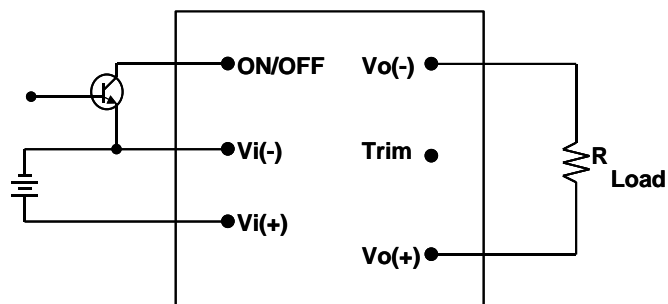 ON/OFF
Vo(-)
Vi(-)
Trim
R
Load
Vi(+)
Vo(+)